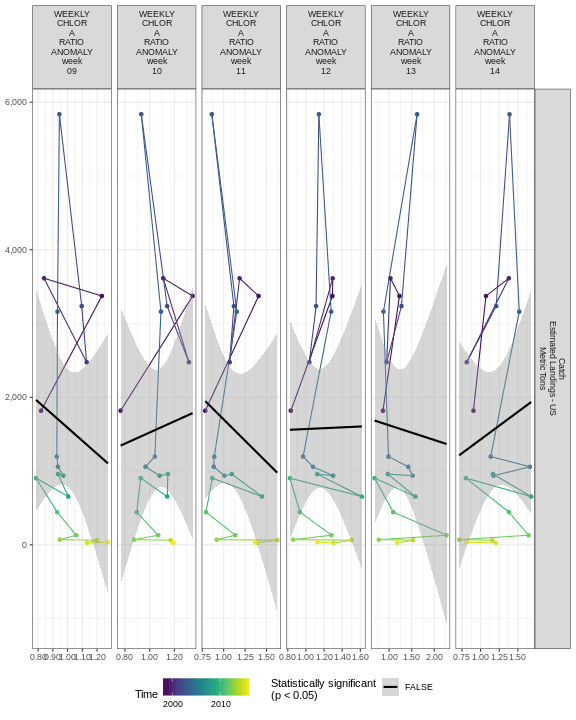 WEEKLY
CHLOR
A
RATIO
ANOMALY
week
09
WEEKLY
CHLOR
A
RATIO
ANOMALY
week
10
WEEKLY
CHLOR
A
RATIO
ANOMALY
week
11
WEEKLY
CHLOR
A
RATIO
ANOMALY
week
12
WEEKLY
CHLOR
A
RATIO
ANOMALY
week
13
WEEKLY
CHLOR
A
RATIO
ANOMALY
week
14
6,000
4,000
2,000
0
Catch
Estimated Landings - US
Metric Tons
0.80 0.90 1.00 1.10 1.20
0.80 1.00 1.20
0.75 1.00 1.25 1.50
0.80 1.00 1.20 1.40 1.60
1.00 1.50 2.00
0.75 1.00 1.25 1.50
Time
2000 2010
Statistically significant
(p < 0.05)
FALSE